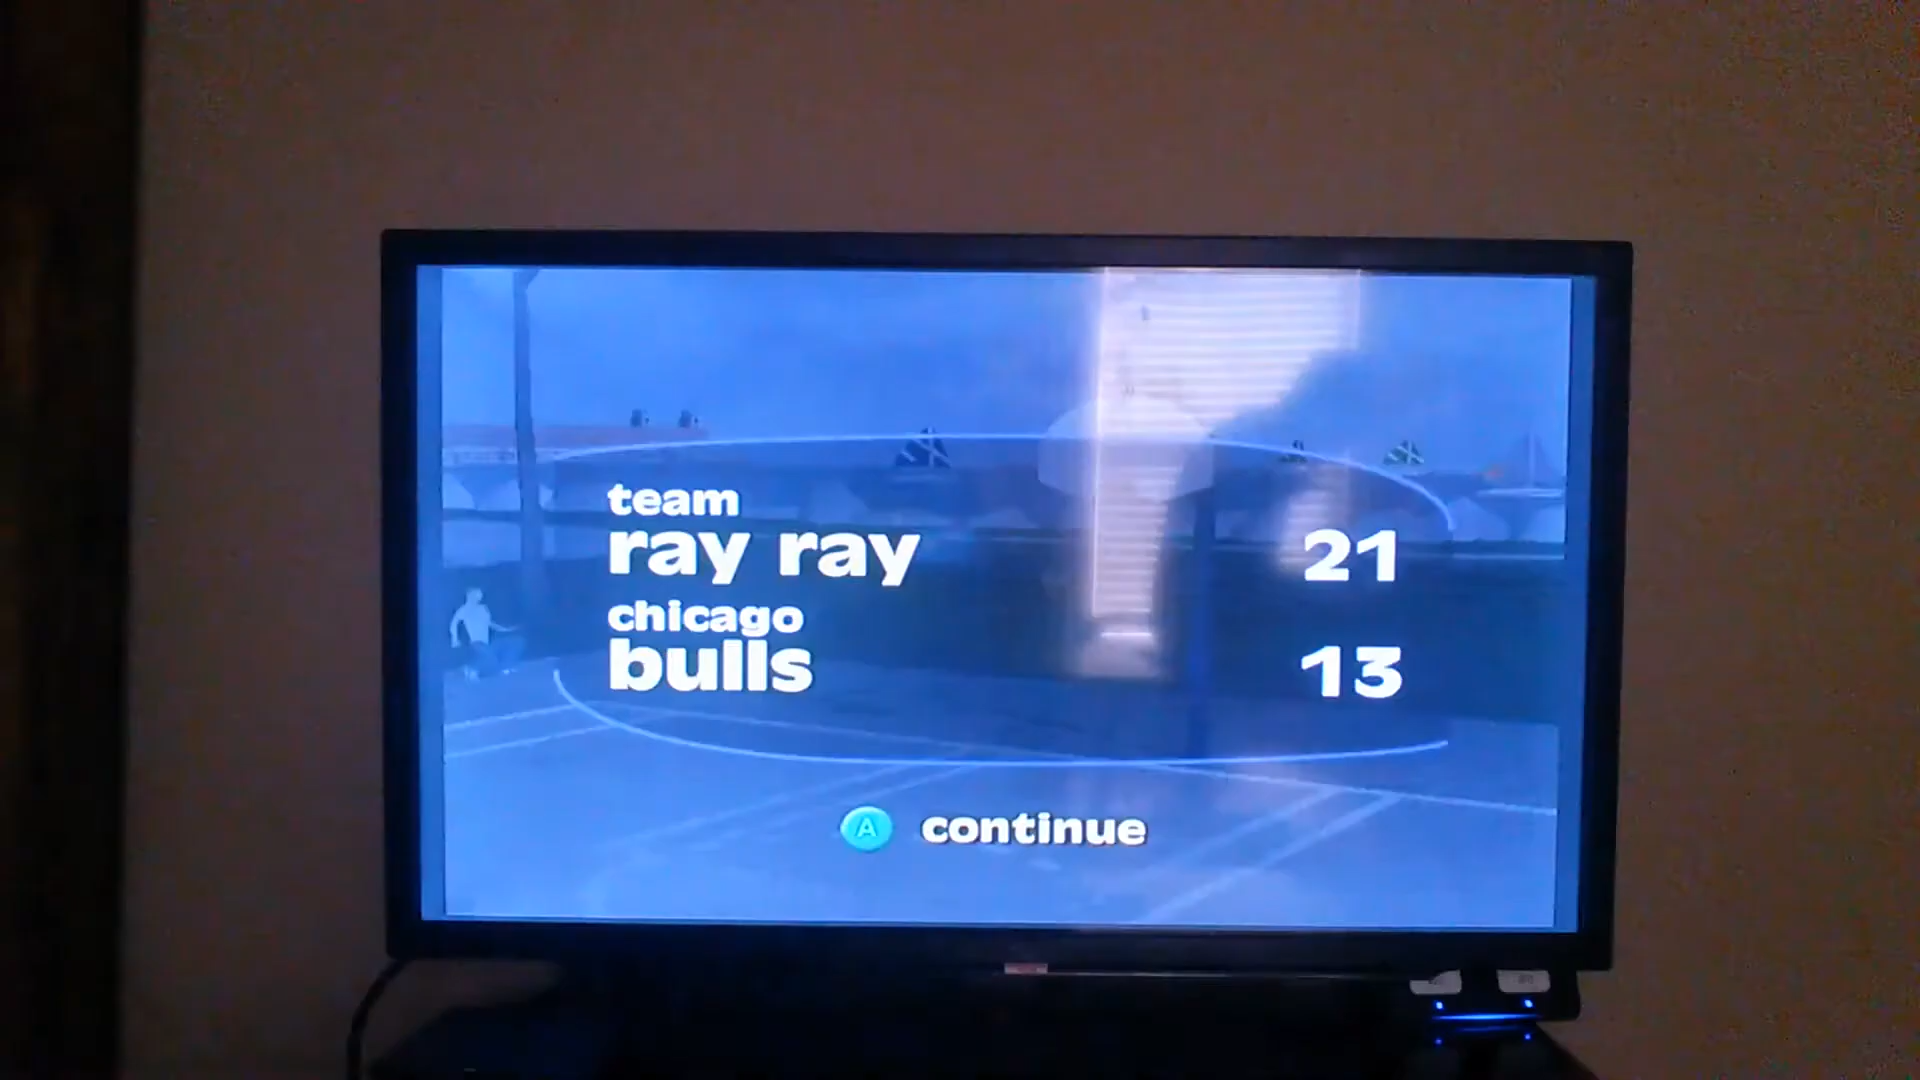 team
ray ray 21
chicago
bulls 13
A continue